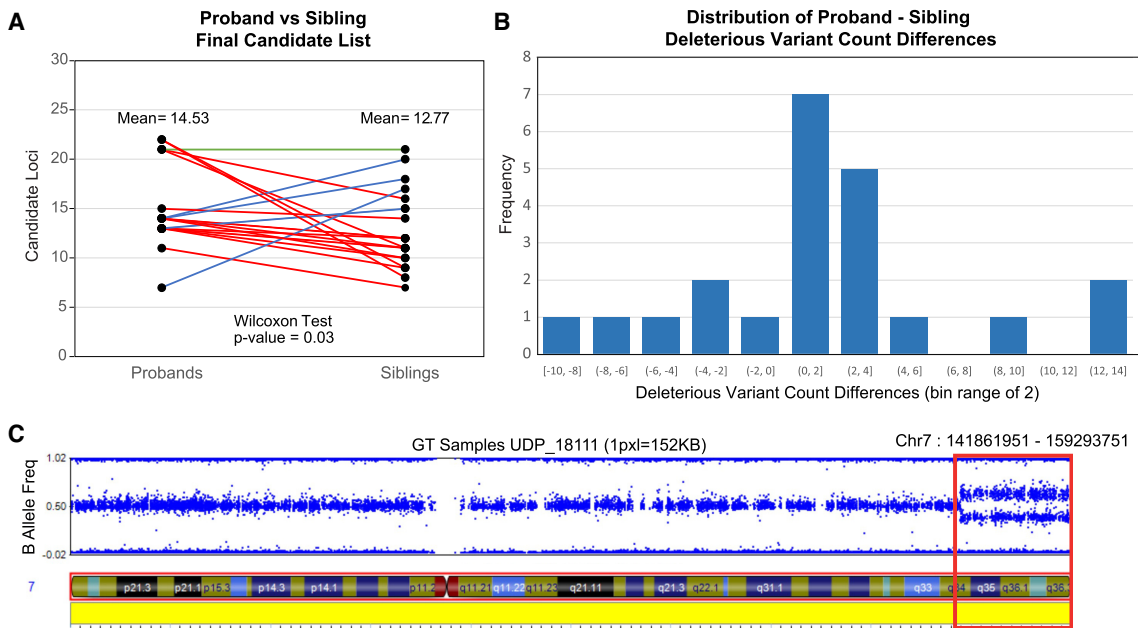 A
Proband vs Sibling
Final Candidate List
30
25
20
15
10
5
0
Candidate Loci
Mean= 14.53
Mean= 12.77
Wilcoxon Test
p-value = 0.03
Probands
Siblings
B
Distribution of Proband - Sibling
Deleterious Variant Count Differences
8
7
6
5
4
3
2
1
0
Frequency
[-10, -8]
(-8, -6]
(-6, -4]
(-4, -2]
(-2, 0]
(0, 2]
(2, 4]
(4, 6]
(6, 8]
(8, 10]
(10, 12]
(12, 14]
Deleterious Variant Count Differences (bin range of 2)
C
GT Samples UDP_18111 (1pxl=152KB)
Chr7 : 141861951 - 159293751
B Allele Freq
1.02
0.50
-0.02
7
p21.3
p21.1
p15.3
p14.3
p14.1
p11.2
q11.21
q11.22
q11.23
q21.11
q21.3
q22.1
q31.1
q33
q35
q36.1